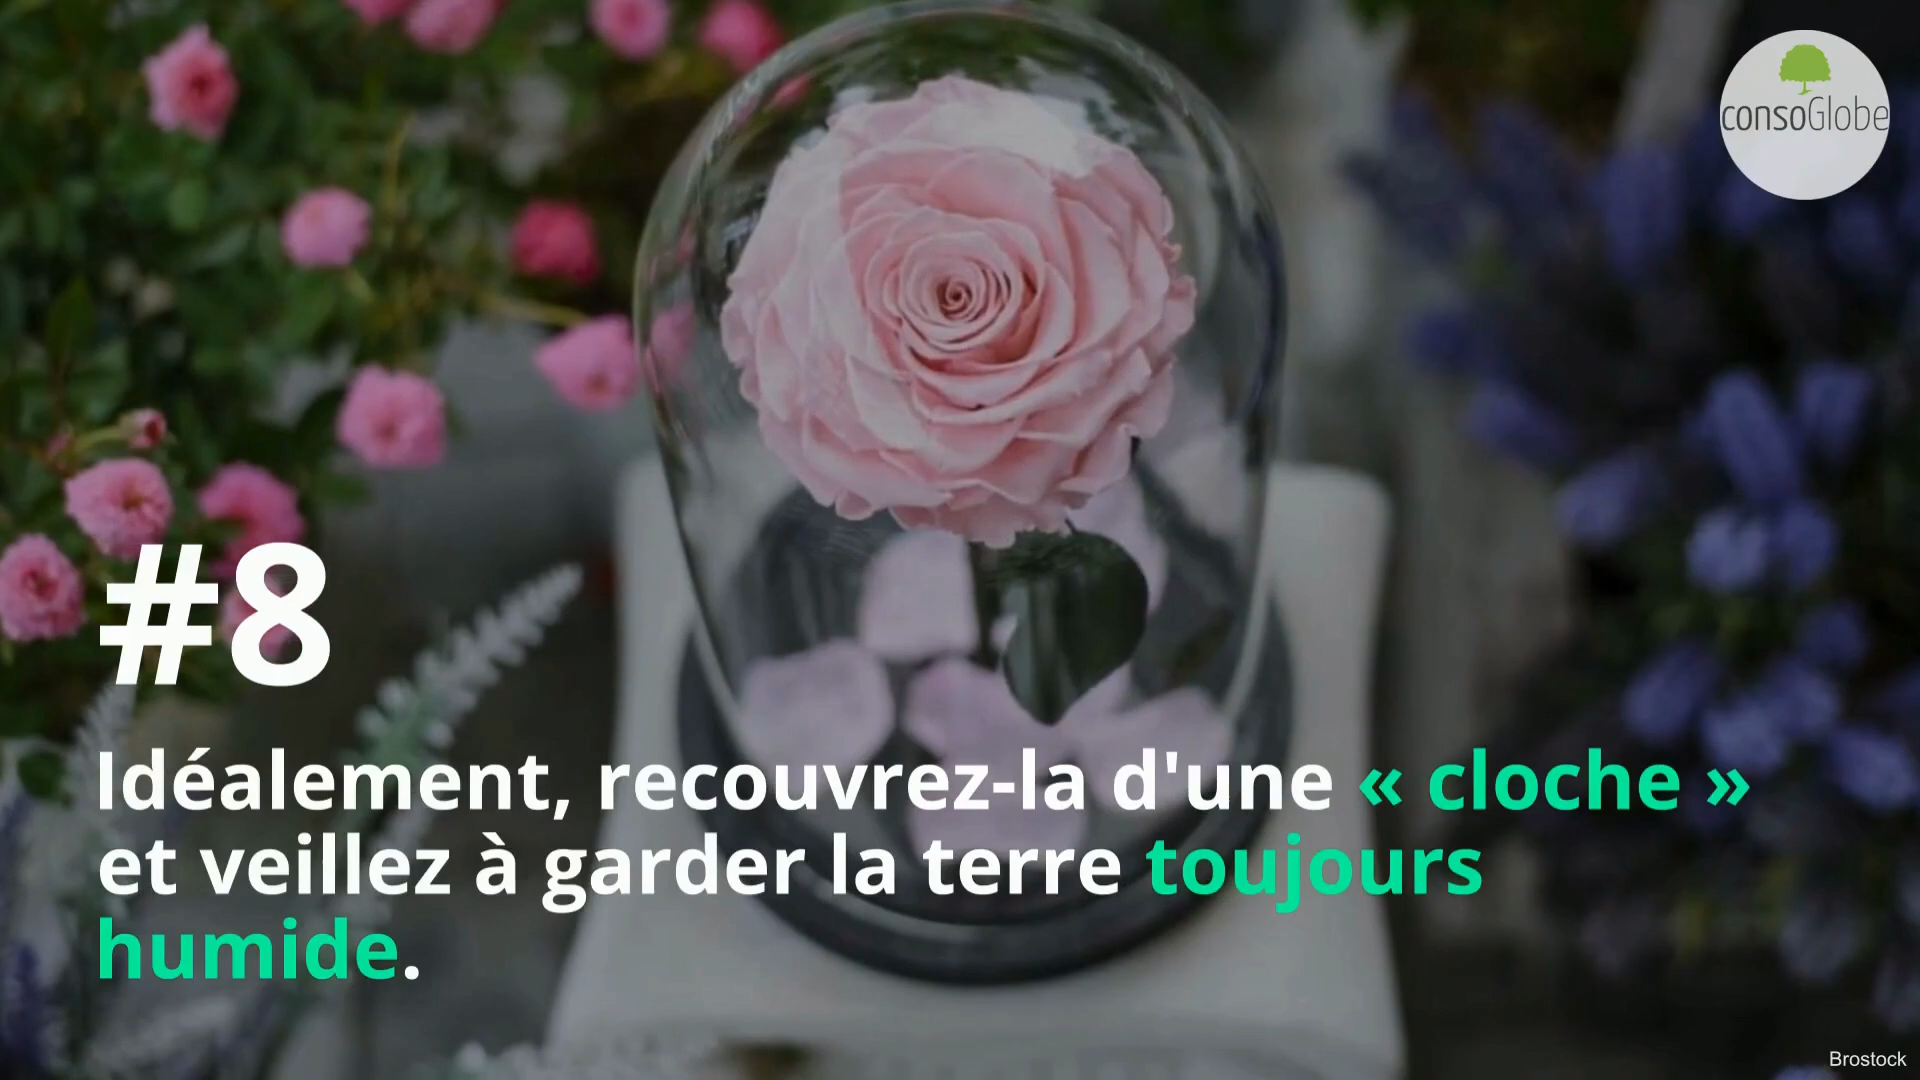 consoGlobe
#8
Idéalement, recouvrez-la d'une « cloche »
et veillez à garder la terre toujours
humide.
Brostock